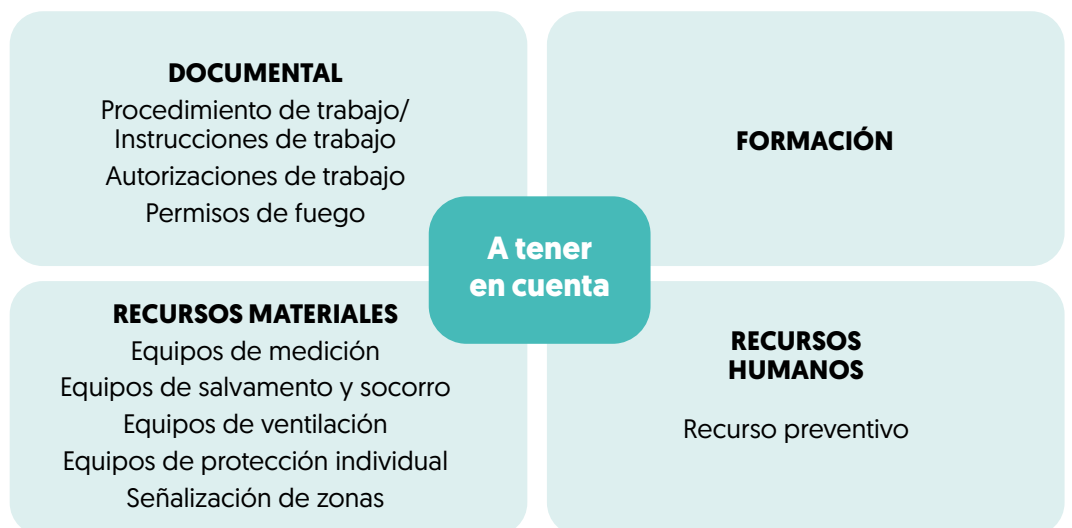 DOCUMENTAL
Procedimiento de trabajo/
Instrucciones de trabajo
Autorizaciones de trabajo
Permisos de fuego
FORMACIÓN
A tener
en cuenta
RECURSOS MATERIALES
Equipos de medición
Equipos de salvamento y socorro
Equipos de ventilación
Equipos de protección individual
Señalización de zonas
RECURSOS
HUMANOS
Recurso preventivo